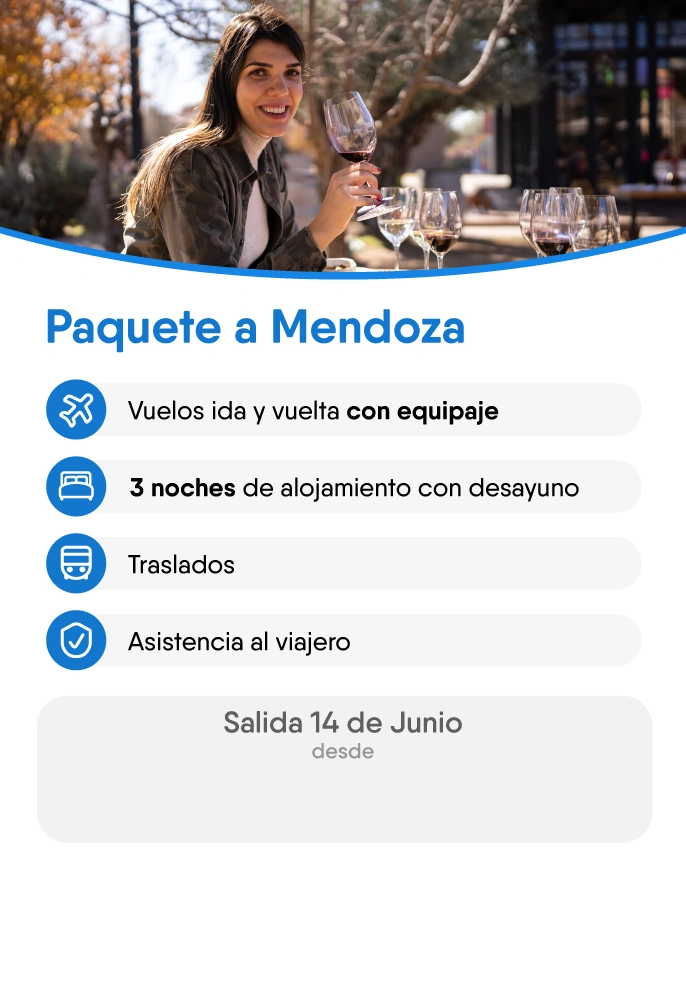 Paquete a Mendoza
Vuelos ida y vuelta con equipaje
3 noches de alojamiento con desayuno
Traslados
Asistencia al viajero
Salida 14 de Junio
desde